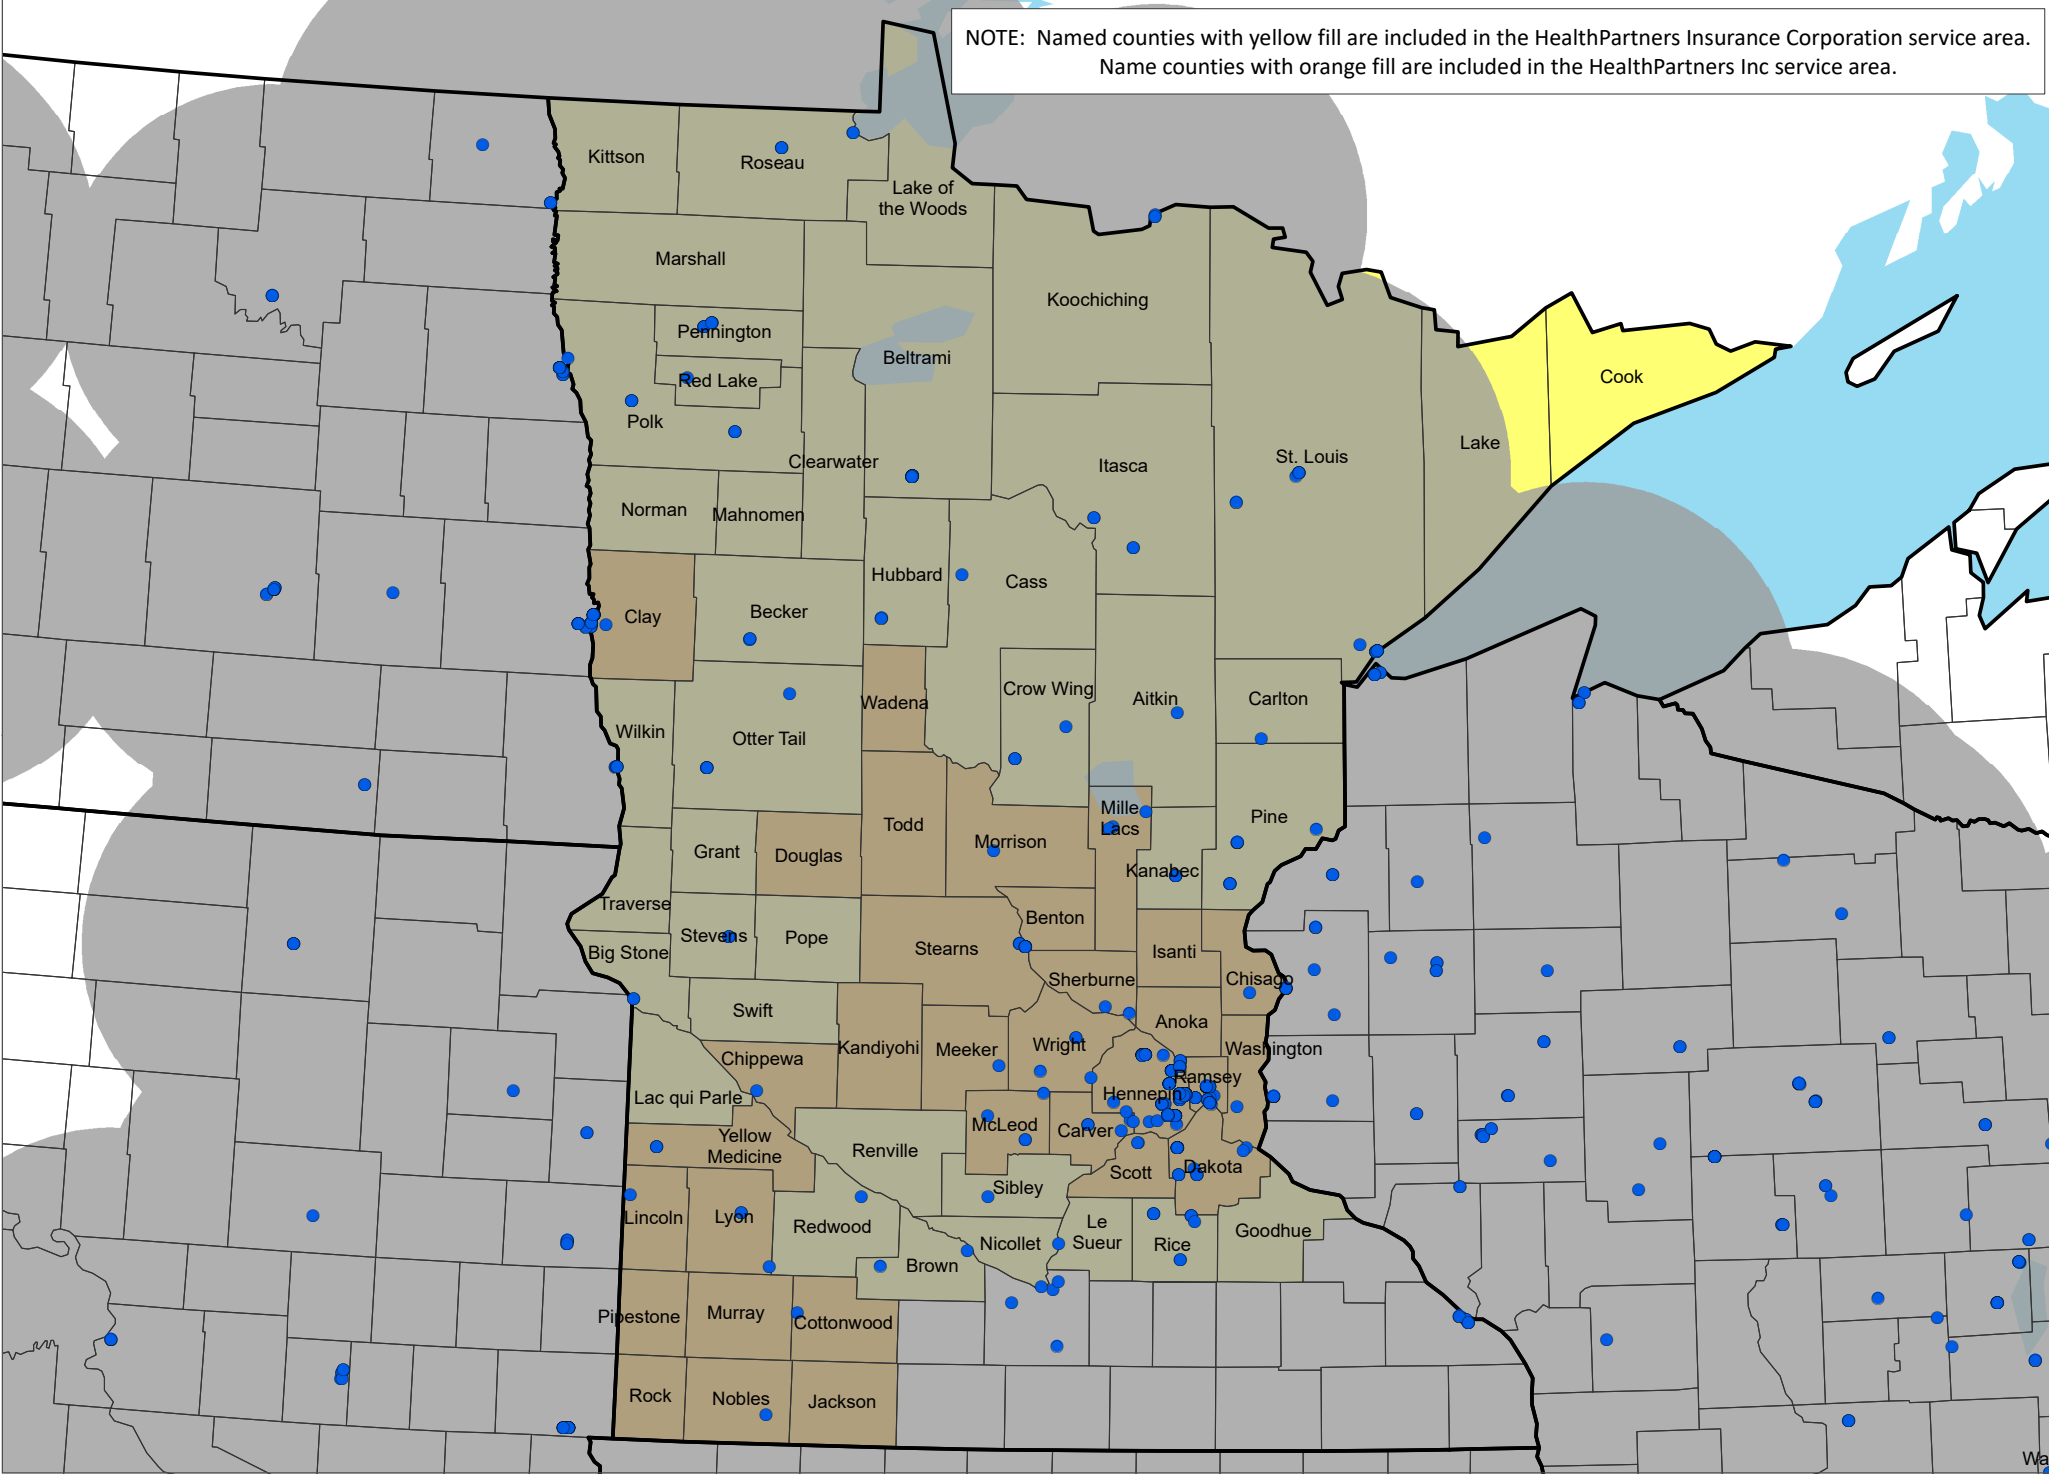 NOTE: Named counties with yellow fill are included in the HealthPartners Insurance Corporation service area.
Name counties with orange fill are included in the HealthPartners Inc service area.
Kittson
Roseau
Lake of
the Woods
Marshall
Koochiching
Pennington
Beltrami
Red Lake
Cook
Polk
Lake
Clearwater
Itasca
St. Louis
Norman
Mahnomen
Hubbard
Cass
Clay
Becker
Wadena
Crow Wing
Aitkin
Carlton
Wilkin
Otter Tail
Mille
Lacs
Pine
Todd
Morrison
Grant
Douglas
Kanabec
Traverse
Benton
Stevens
Pope
Big Stone
Stearns
Isanti
Sherburne
Chisago
Swift
Anoka
Chippewa
Kandiyohi
Meeker
Wright
Washington
Ramsey
Lac qui Parle
Hennepin
McLeod
Carver
Yellow
Medicine
Renville
Scott
Dakota
Sibley
Lincoln
Lyon
Redwood
Le
Sueur
Nicollet
Rice
Goodhue
Brown
Pipestone
Murray
Cottonwood
Rock
Nobles
Jackson
Wa